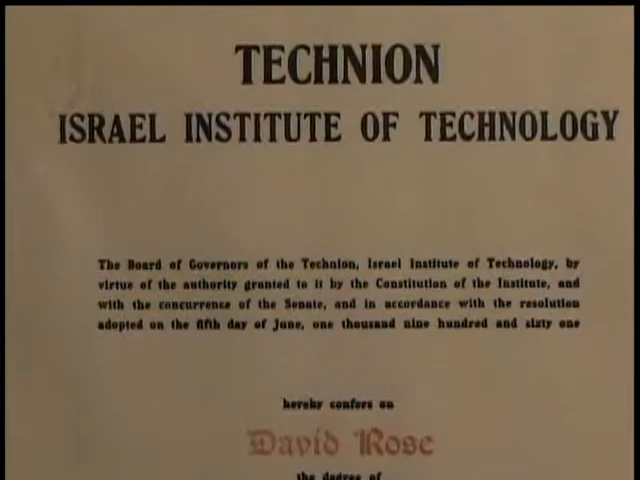 TECHNION
ISRAEL INSTITUTE OF TECHNOLOGY
The Board of Governors of the Technion, Israel Institute of Technology, by
virtue of the authority granted to it by the Constitution of the Institute, and
with the concurrence of the Senate, and in accordance with the resolution
adopted on the fifth day of June, one thousand nine hundred and sixty one
hereby confers on
David Rose
the degree of